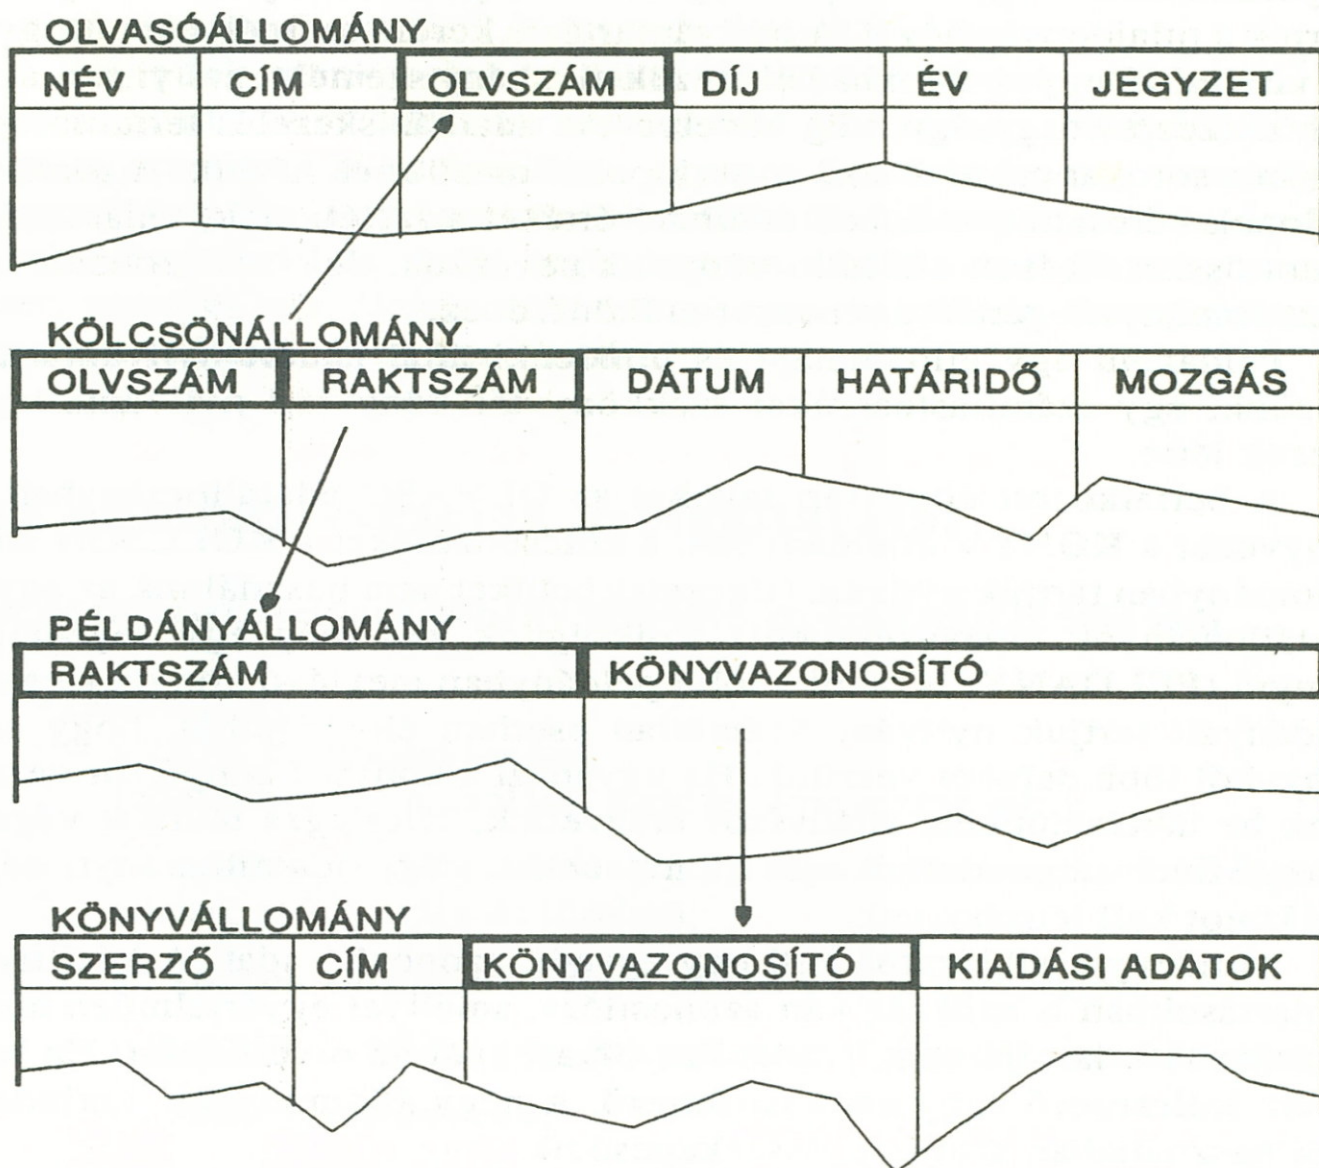 OLVASÓÁLLOMÁNY
NÉV CÍM OLVSZÁM DÍJ ÉV JEGYZET
KÖLCSÖNÁLLOMÁNY
OLVSZÁM RAKTSZÁM DÁTUM HATÁRIDŐ MOZGÁS
PÉLDÁNYÁLLOMÁNY
RAKTSZÁM KÖNYVAZONOSÍTÓ
KÖNYVÁLLOMÁNY
SZERZŐ CÍM KÖNYVAZONOSÍTÓ KIADÁSI ADATOK